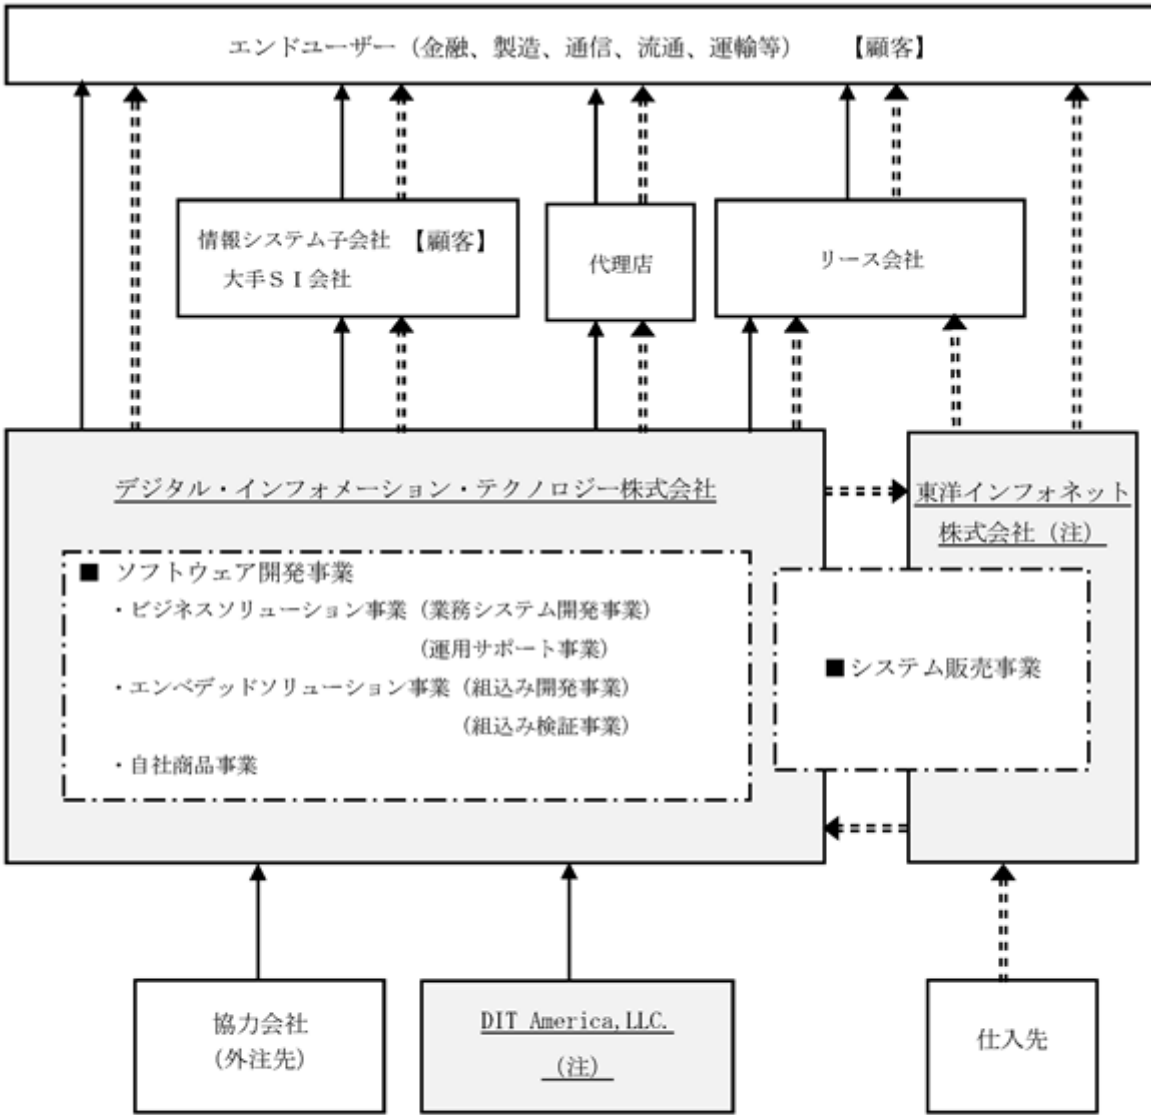 エンドユーザー（金融、製造、通信、流通、運輸等） 【顧客】
情報システム子会社 【顧客】
大手ＳＩ会社
代理店
リース会社
デジタル・インフォメーション・テクノロジー株式会社
東洋インフォネット
株式会社（注）
■ ソフトウェア開発事業
・ビジネスソリューション事業（業務システム開発事業）
（運用サポート事業）
・エンベデッドソリューション事業（組込み開発事業）
（組込み検証事業）
・自社商品事業
■システム販売事業
協力会社
（外注先）
DIT America,LLC.
（注）
仕入先